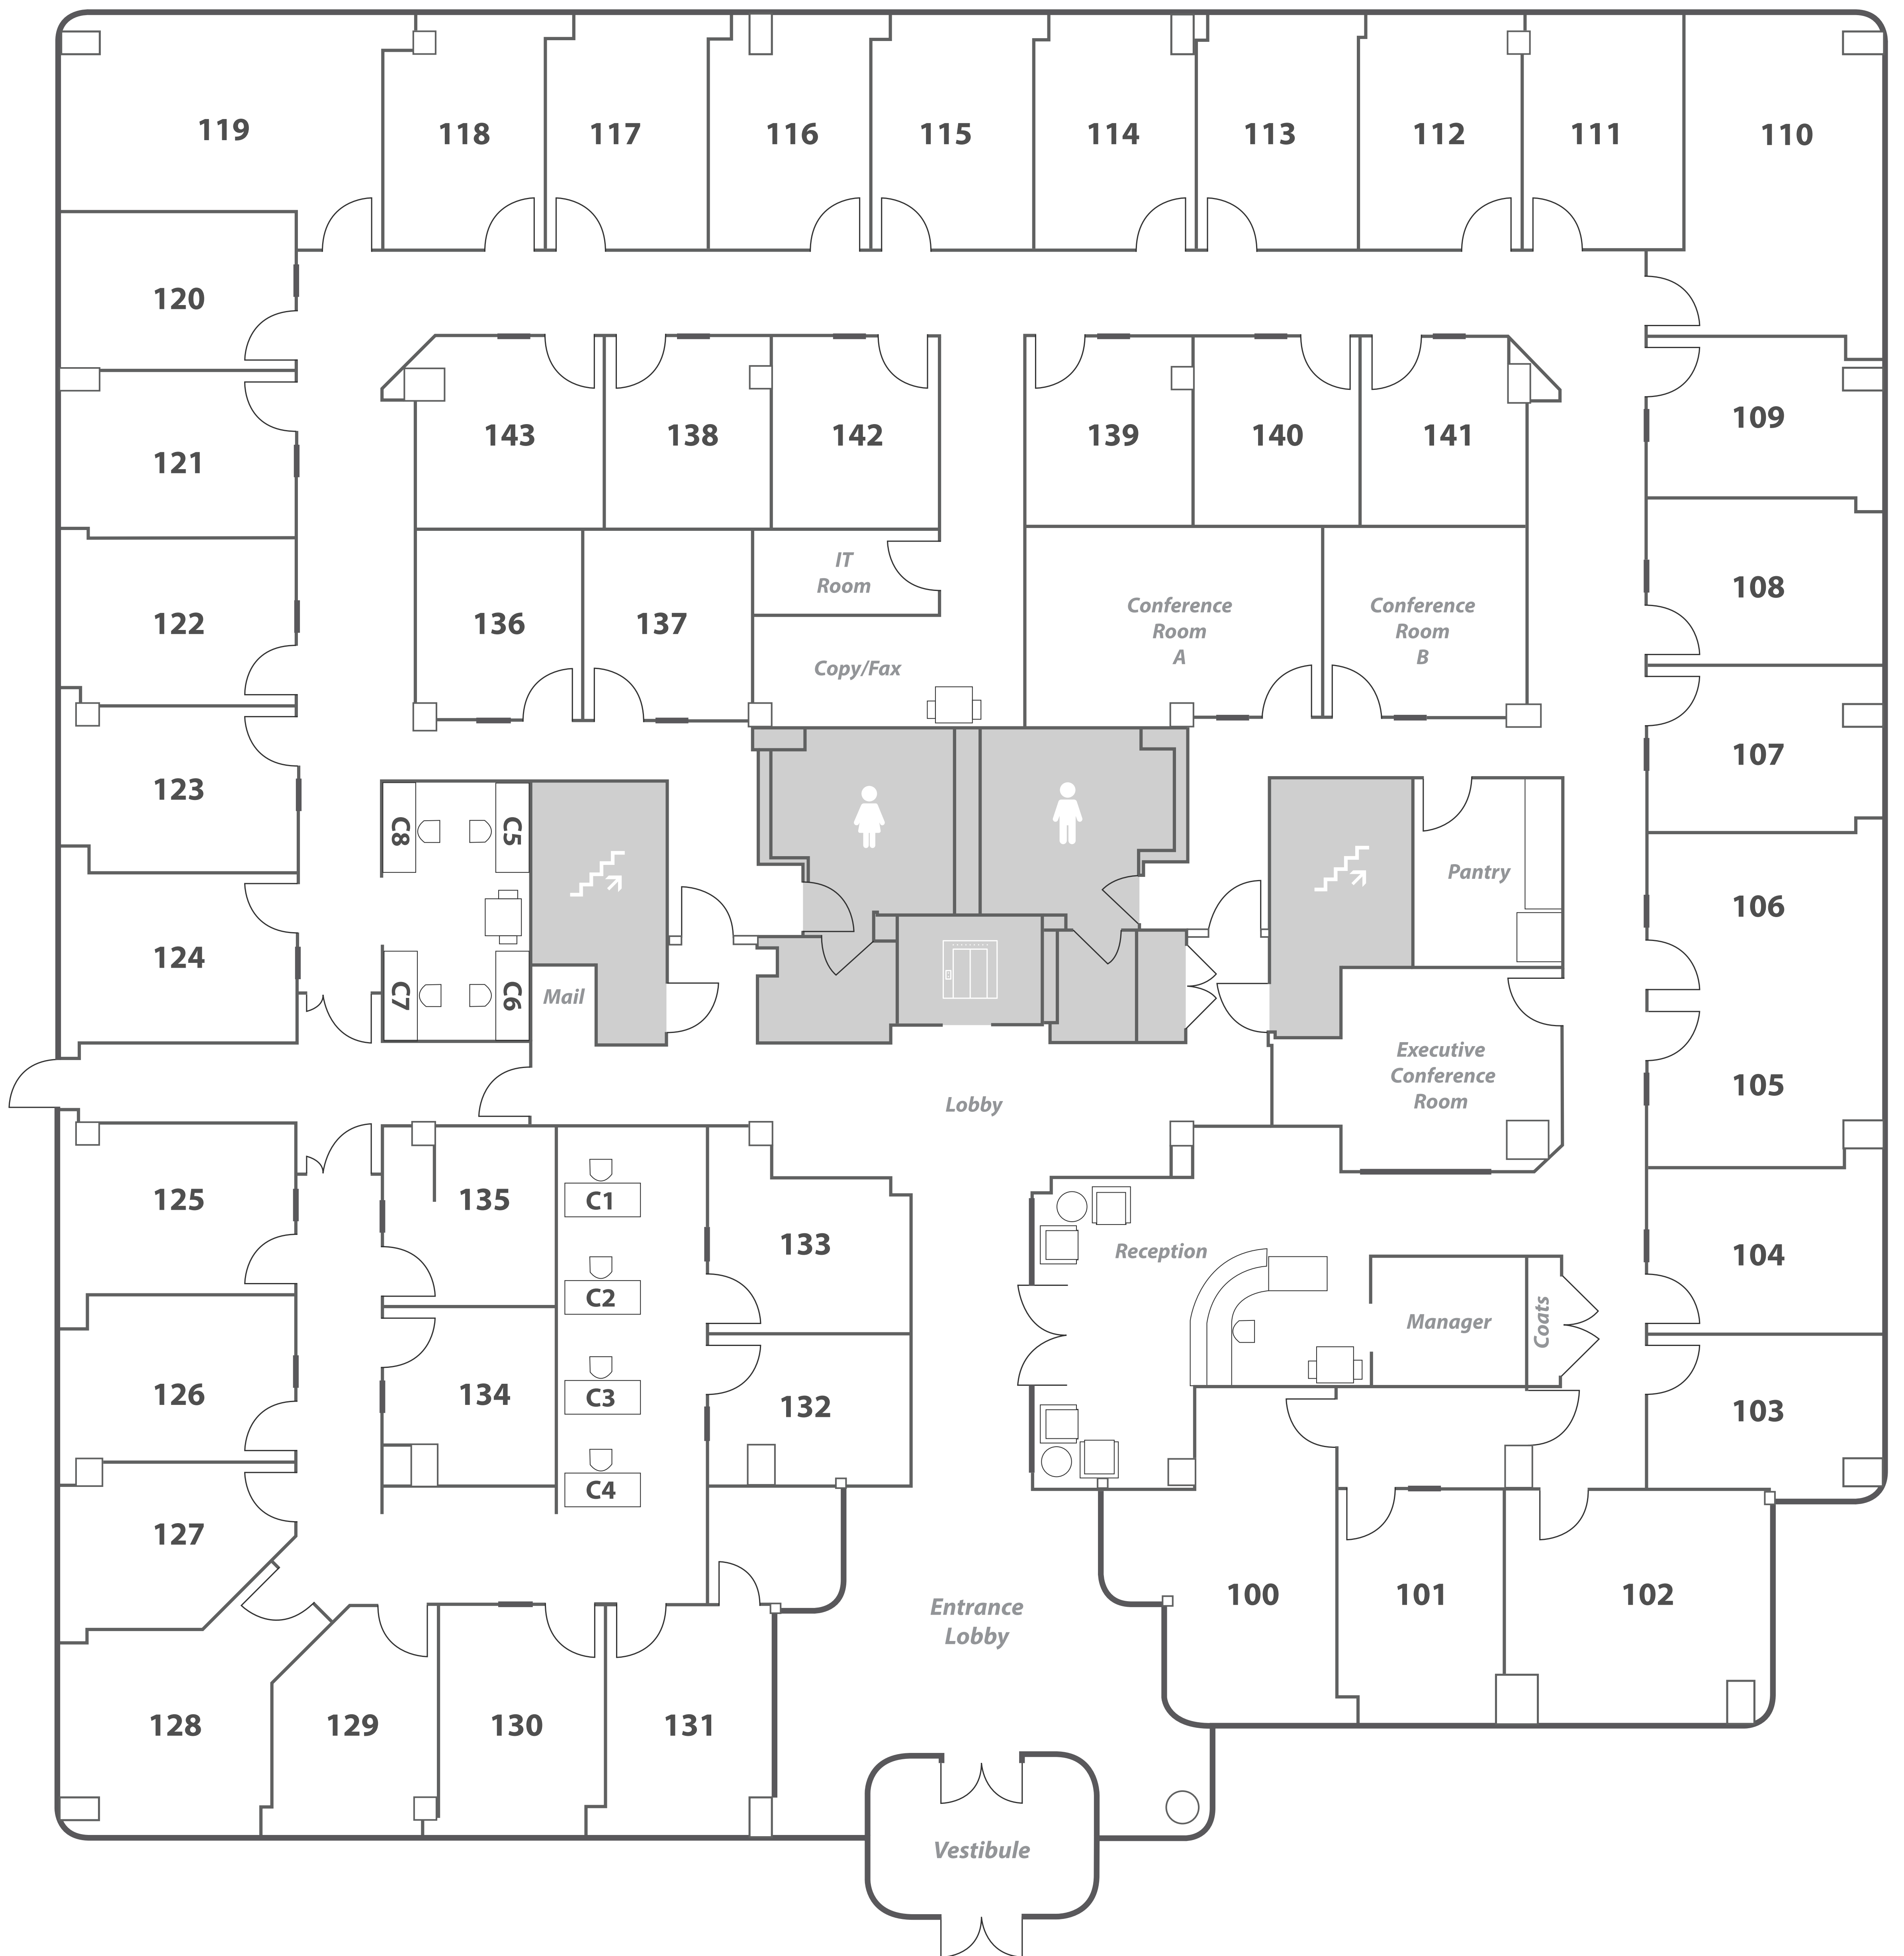 119
118
117
116
115
114
113
112
111
110
120
143
138
142
139
140
141
109
121
IT
Room
108
122
136
137
Conference
Room
A
Conference
Room
B
Copy/Fax
107
123
C8
C5
Pantry
106
124
C7
C6
Mail
Executive
Conference
Room
105
Lobby
125
135
C1
133
Reception
104
C2
Manager
Coats
126
134
C3
132
103
C4
127
Entrance
Lobby
100
101
102
128
129
130
131
Vestibule